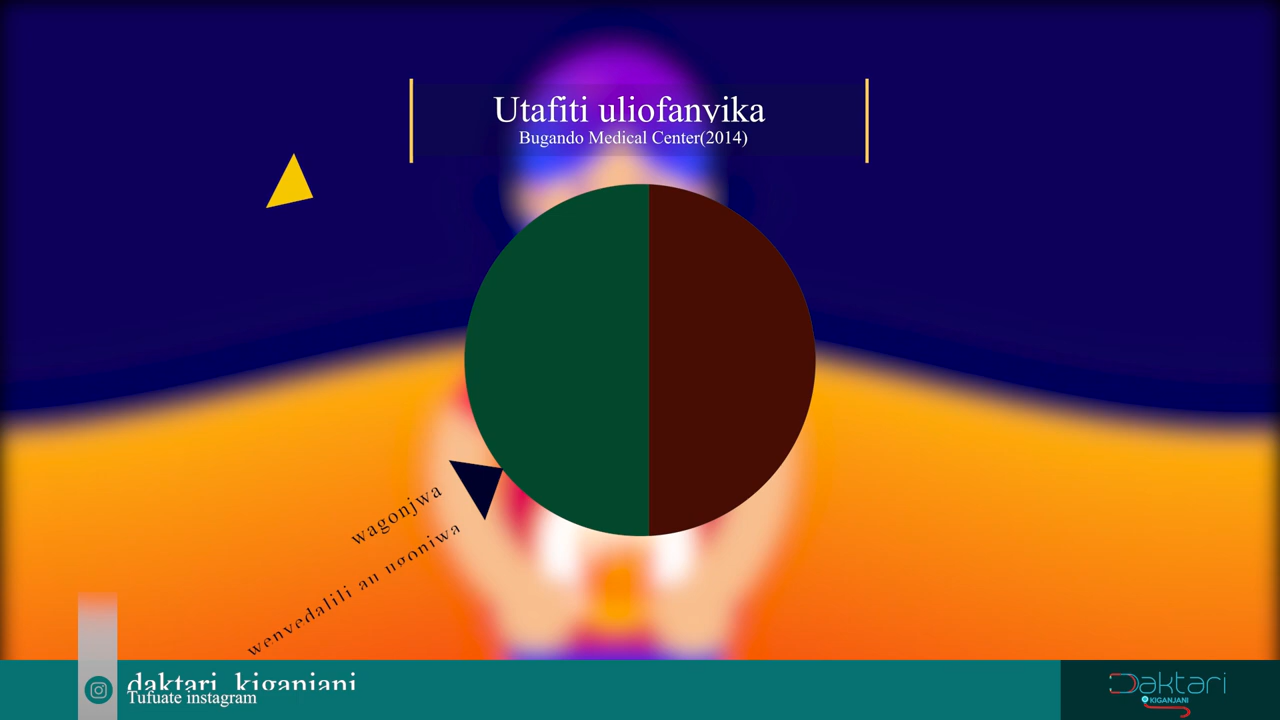 Utafiti uliofanyika
Bugando Medical Center(2014)
wagonjwa
wenyedalili au ugonjwa
daktari_kiganjani
Tufuate instagram
Daktari
KIGANJANI